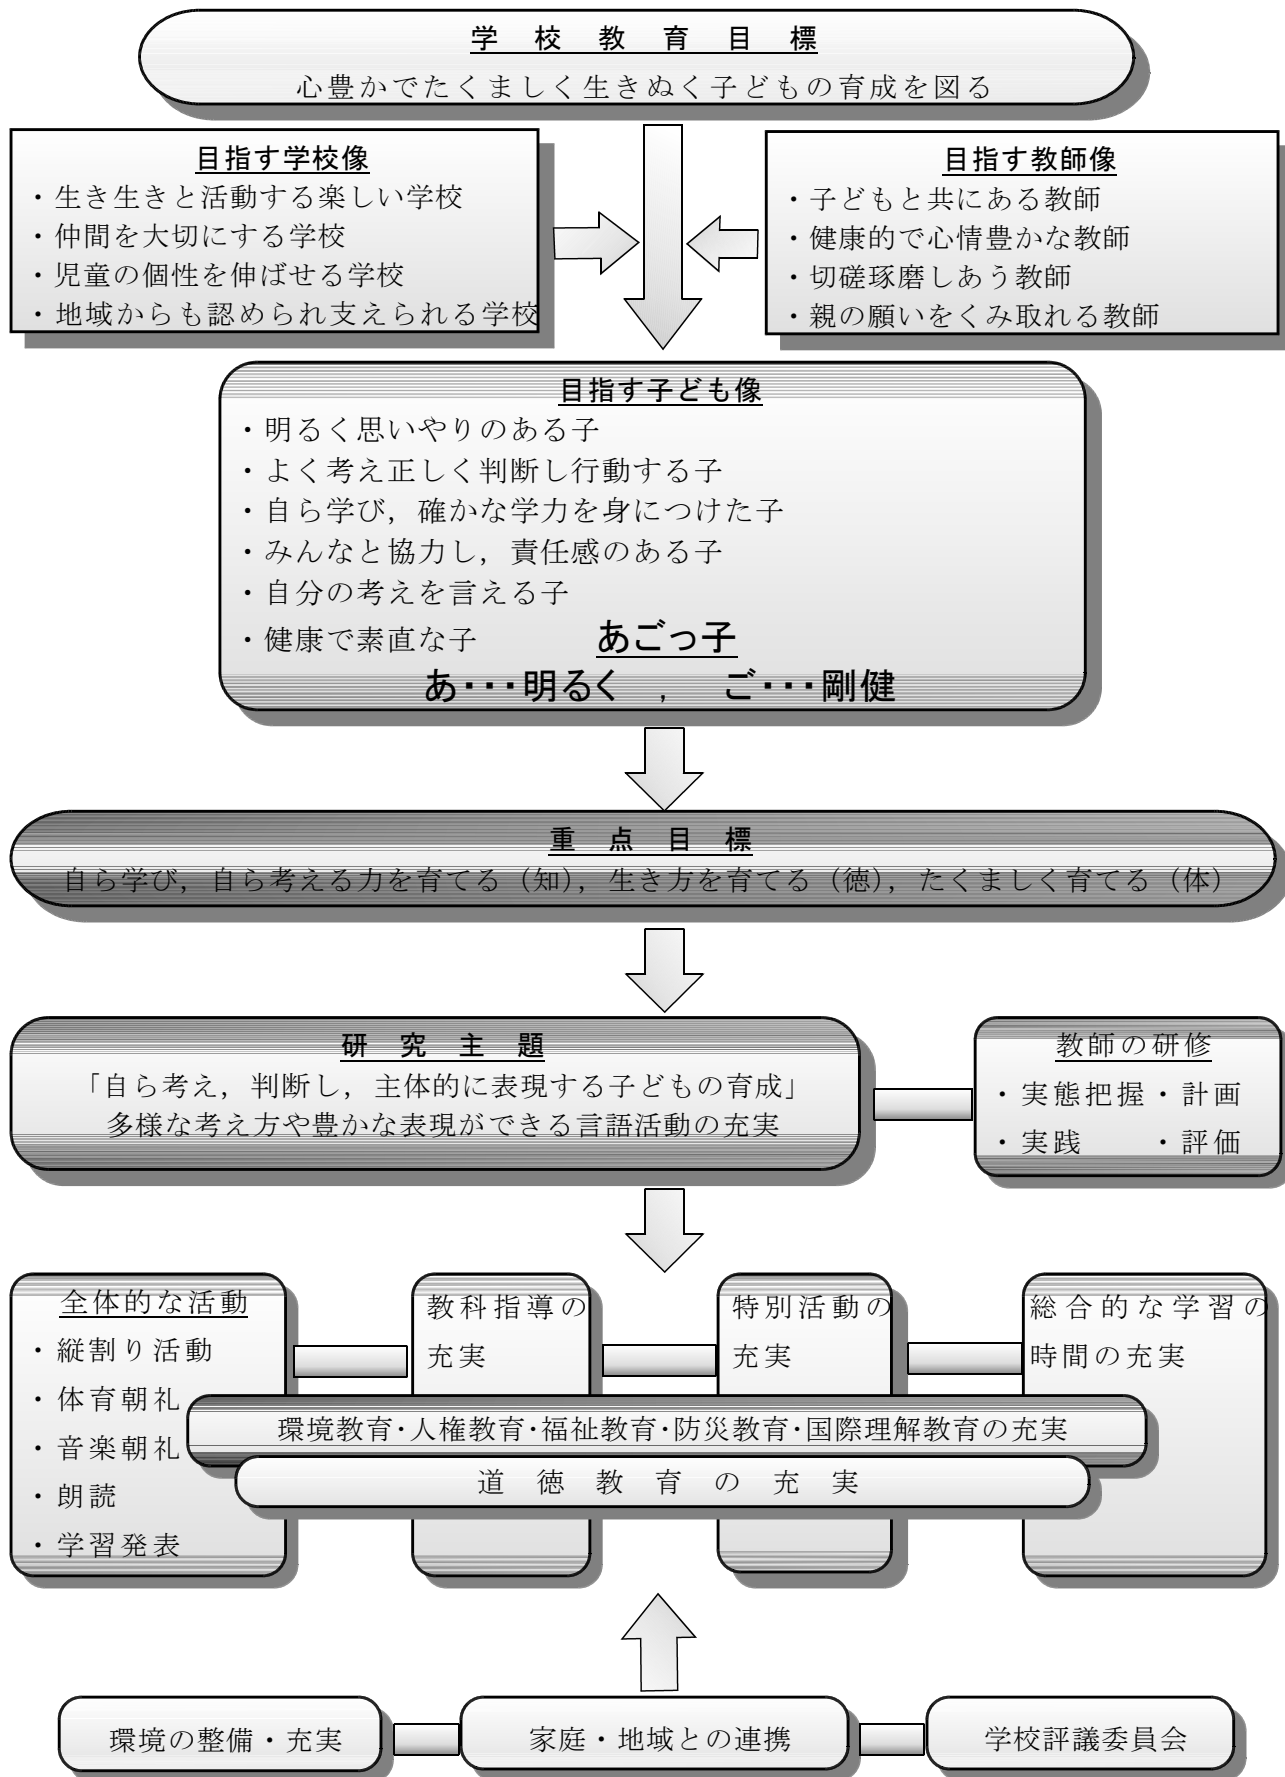 学　校　教　育　目　標
心豊かでたくましく生きぬく子どもの育成を図る
目指す学校像
・生き生きと活動する楽しい学校
・仲間を大切にする学校
・児童の個性を伸ばせる学校
・地域からも認められ支えられる学校
目指す教師像
・子どもと共にある教師
・健康的で心情豊かな教師
・切磋琢磨しあう教師
・親の願いをくみ取れる教師
目指す子ども像
・明るく思いやりのある子
・よく考え正しく判断し行動する子
・自ら学び，確かな学力を身につけた子
・みんなと協力し，責任感のある子
・自分の考えを言える子
・健康で素直な子　　　あごっ子
あ・・・明るく　，　ご・・・剛健
重　点　目　標
自ら学び，自ら考える力を育てる（知），生き方を育てる（徳），たくましく育てる（体）
研　究　主　題
「自ら考え，判断し，主体的に表現する子どもの育成」
多様な考え方や豊かな表現ができる言語活動の充実
教師の研修
・実態把握・計画
・実践　　・評価
全体的な活動
・縦割り活動
・体育朝礼
・音楽朝礼
・朗読
・学習発表
教科指導の
充実
特別活動の
充実
総合的な学習の
時間の充実
環境教育・人権教育・福祉教育・防災教育・国際理解教育の充実
道　徳　教　育　の　充　実
環境の整備・充実
家庭・地域との連携
学校評議委員会